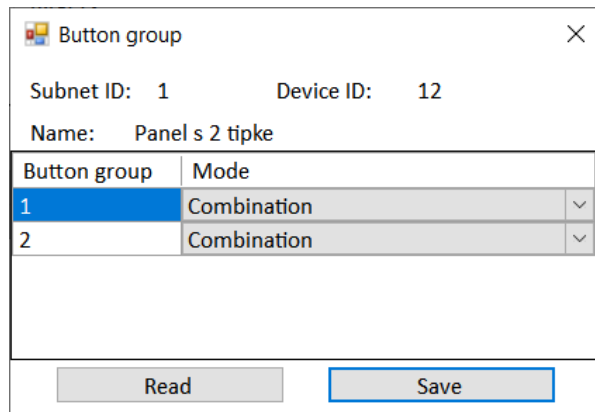 Button group
Subnet ID: 1 Device ID: 12
Name: Panel s 2 tipke
Button group Mode
1 Combination
2 Combination
Read Save